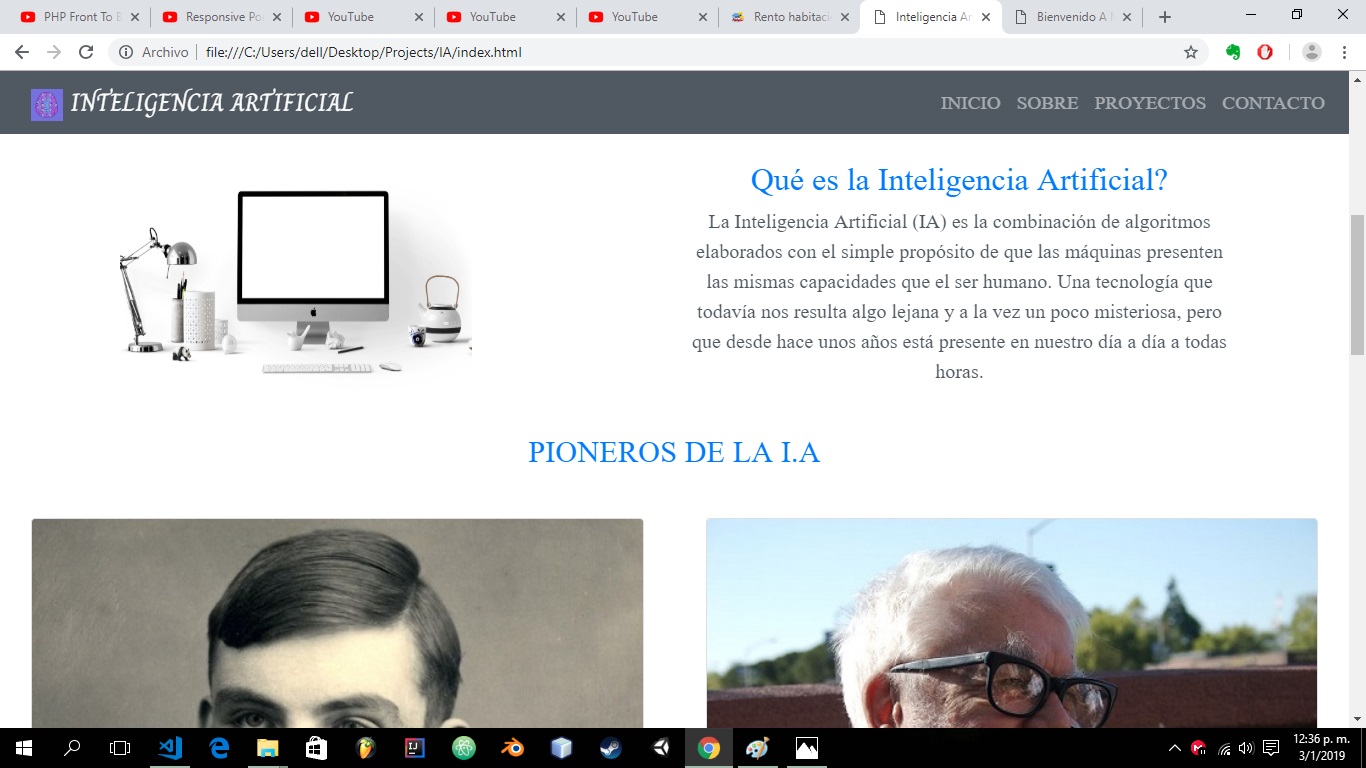 PHP Front To B
Responsive Po
YouTube
YouTube
YouTube
Rento habitaci
Inteligencia Ar
Bienvenido A
Archivo
file:///C:/Users/dell/Desktop/Projects/IA/index.html
INTELIGENCIA ARTIFICIAL
INICIO SOBRE PROYECTOS CONTACTO
Qué es la Inteligencia Artificial?
La Inteligencia Artificial (IA) es la combinación de algoritmos
elaborados con el simple propósito de que las máquinas presenten
las mismas capacidades que el ser humano. Una tecnología que
todavía nos resulta algo lejana y a la vez un poco misteriosa, pero
que desde hace unos años está presente en nuestro día a día a todas
horas.
PIONEROS DE LA I.A
12:36 p. m.
3/1/2019